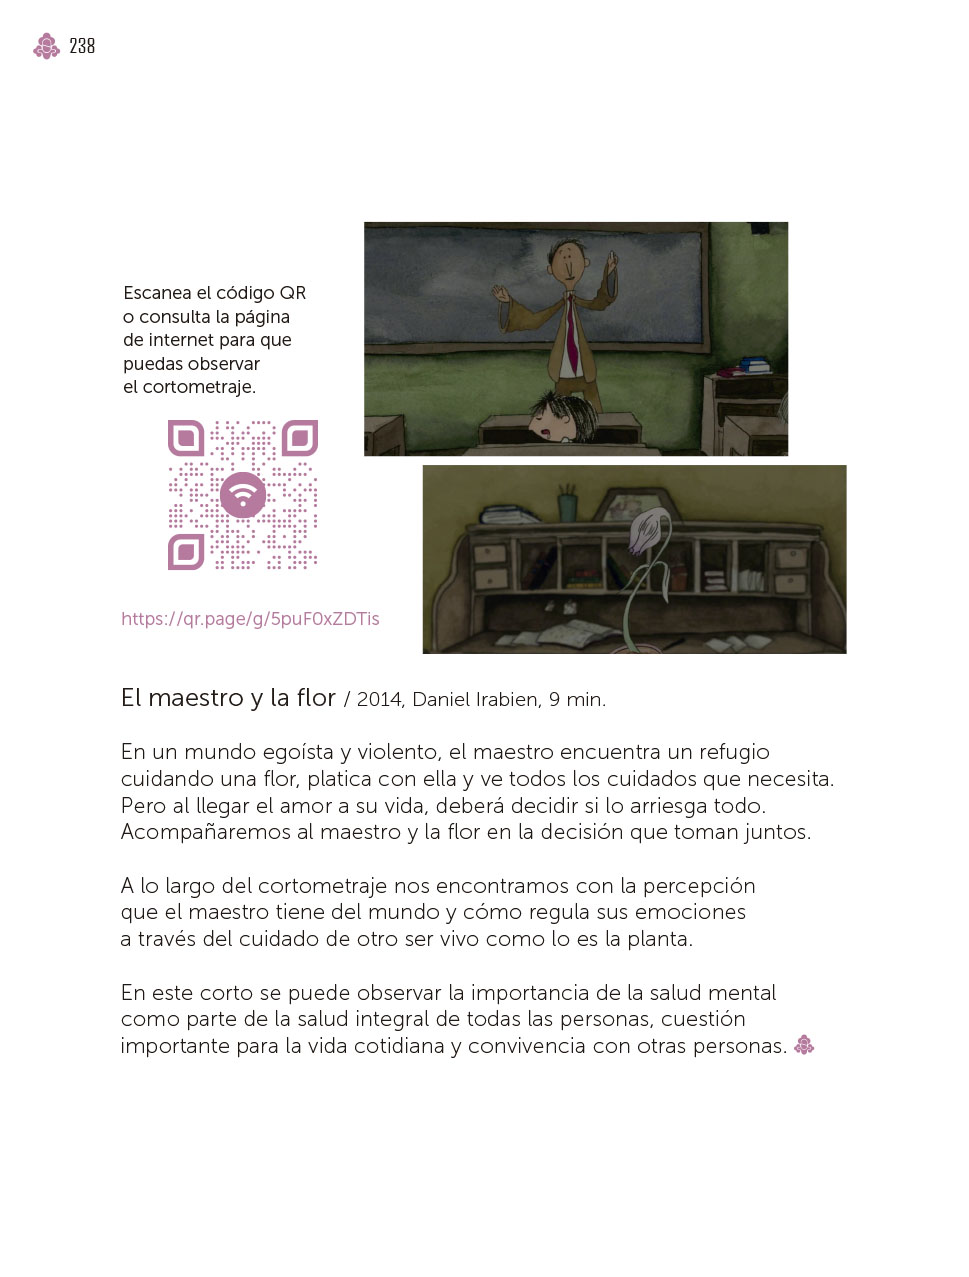 238
Escanea el código QR
o consulta la página
de internet para que
puedas observar
el cortometraje.
https://qr.page/g/5puF0xZDTis
El maestro y la flor / 2014, Daniel Irabien, 9 min.
En un mundo egoísta y violento, el maestro encuentra un refugio
cuidando una flor, platica con ella y ve todos los cuidados que necesita.
Pero al llegar el amor a su vida, deberá decidir si lo arriesga todo.
Acompañaremos al maestro y la flor en la decisión que toman juntos.
A lo largo del cortometraje nos encontramos con la percepción
que el maestro tiene del mundo y cómo regula sus emociones
a través del cuidado de otro ser vivo como lo es la planta.
En este corto se puede observar la importancia de la salud mental
como parte de la salud integral de todas las personas, cuestión
importante para la vida cotidiana y convivencia con otras personas.